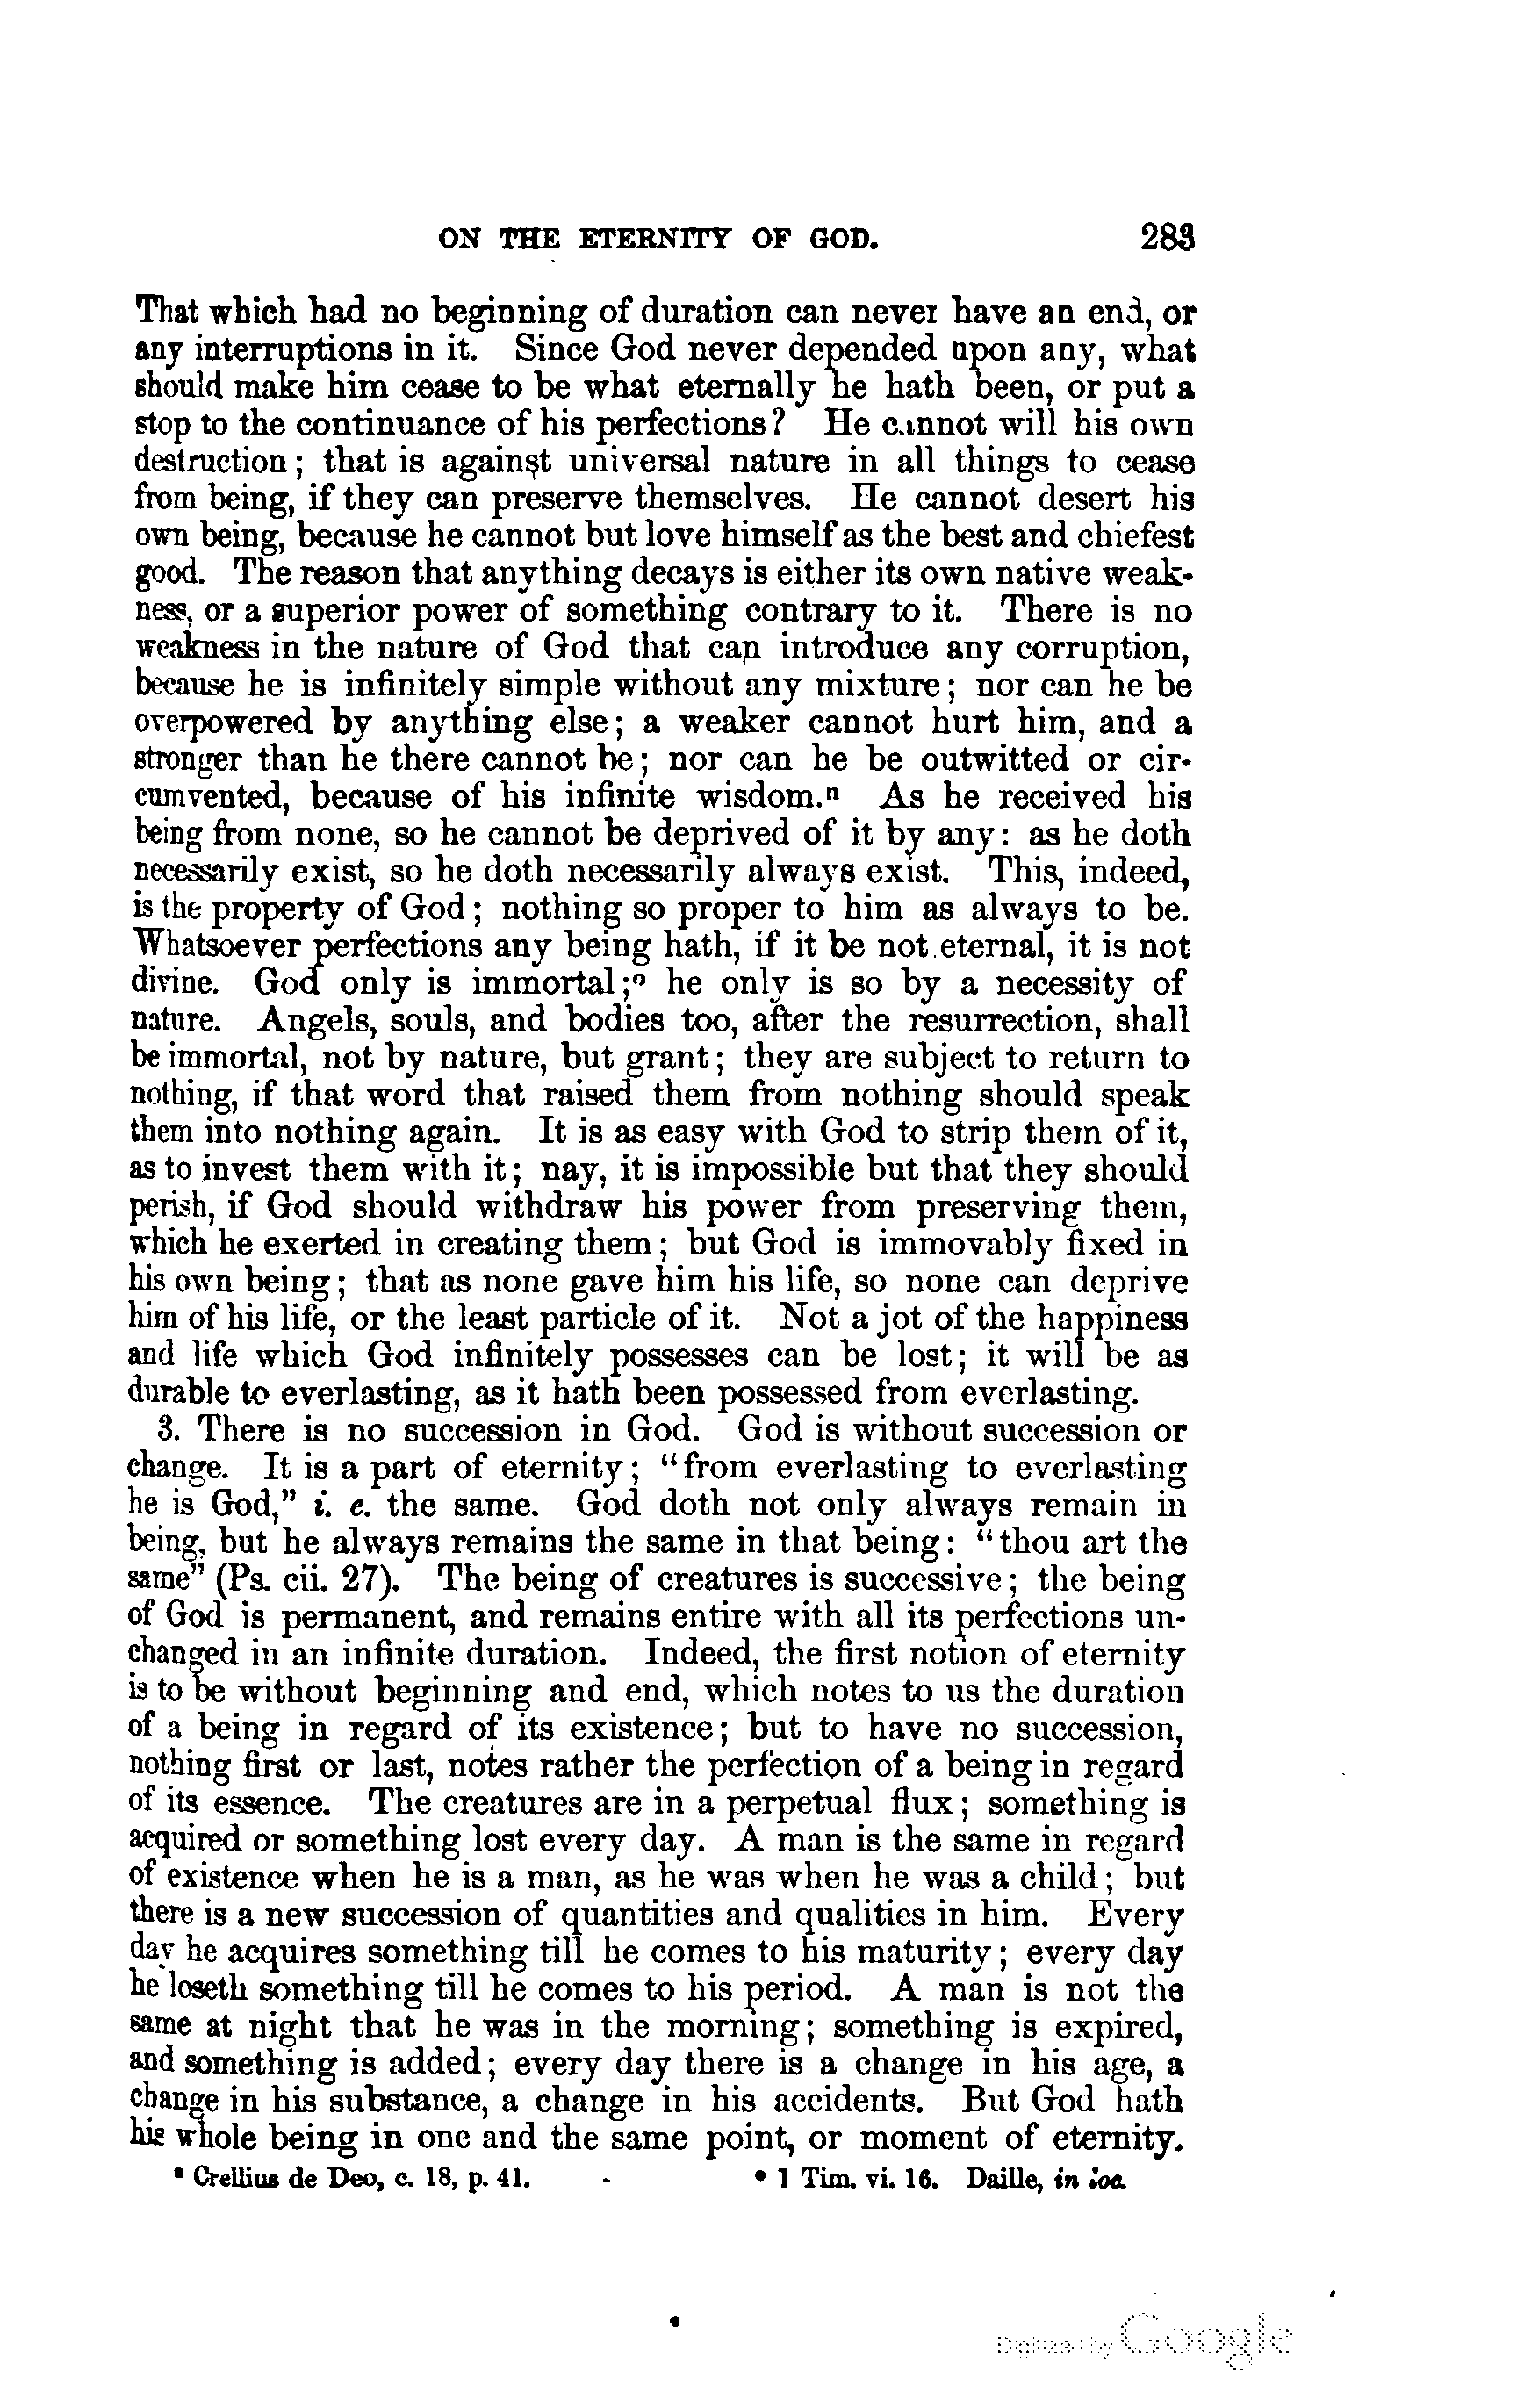 ON THE ETERNITY OF GOD. 283
That which had no beginning of duration can never have an end, or
any interruptions in it. Since God never depended upon any, what
should make him cease to be what eternally he hath been, or put a
stop to the continuance of his perfections? He cannot will his own
destruction; that is against universal nature in all things to cease
from being, if they can preserve themselves. He cannot desert his
own being, because he cannot but love himself as the best and chiefest
good. The reason that anything decays is either its own native weak-
ness, or a superior power of something contrary to it. There is no
weakness in the nature of God that can introduce any corruption,
because he is infinitely simple without any mixture; nor can he be
overpowered by anything else; a weaker cannot hurt him, and a
stronger than he there cannot be; nor can he be outwitted or cir-
cumvented, because of his infinite wisdom.ⁿ As he received his
being from none, so he cannot be deprived of it by any: as he doth
necessarily exist, so he doth necessarily always exist. This, indeed,
is the property of God; nothing so proper to him as always to be.
Whatsoever perfections any being hath, if it be not eternal, it is not
divine. God only is immortal;º he only is so by a necessity of
nature. Angels, souls, and bodies too, after the resurrection, shall
be immortal, not by nature, but grant; they are subject to return to
nothing, if that word that raised them from nothing should speak
them into nothing again. It is as easy with God to strip them of it,
as to invest them with it; nay, it is impossible but that they should
perish, if God should withdraw his power from preserving them,
which he exerted in creating them; but God is immovably fixed in
his own being; that as none gave him his life, so none can deprive
him of his life, or the least particle of it. Not a jot of the happiness
and life which God infinitely possesses can be lost; it will be as
durable to everlasting, as it hath been possessed from everlasting.
3. There is no succession in God. God is without succession or
change. It is a part of eternity; "from everlasting to everlasting
he is God," i. e. the same. God doth not only always remain in
being, but he always remains the same in that being: "thou art the
same" (Ps. cii. 27). The being of creatures is successive; the being
of God is permanent, and remains entire with all its perfections un-
changed in an infinite duration. Indeed, the first notion of eternity
is to be without beginning and end, which notes to us the duration
of a being in regard of its existence; but to have no succession,
nothing first or last, notes rather the perfection of a being in regard
of its essence. The creatures are in a perpetual flux; something is
acquired or something lost every day. A man is the same in regard
of existence when he is a man, as he was when he was a child; but
there is a new succession of quantities and qualities in him. Every
day he acquires something till he comes to his maturity; every day
he loseth something till he comes to his period. A man is not the
same at night that he was in the morning; something is expired,
and something is added; every day there is a change in his age, a
change in his substance, a change in his accidents. But God hath
his whole being in one and the same point, or moment of eternity.
ⁿ Crellius de Deo, c. 18, p. 41. º 1 Tim. vi. 16. Daille, in loc.
Digitized by Google